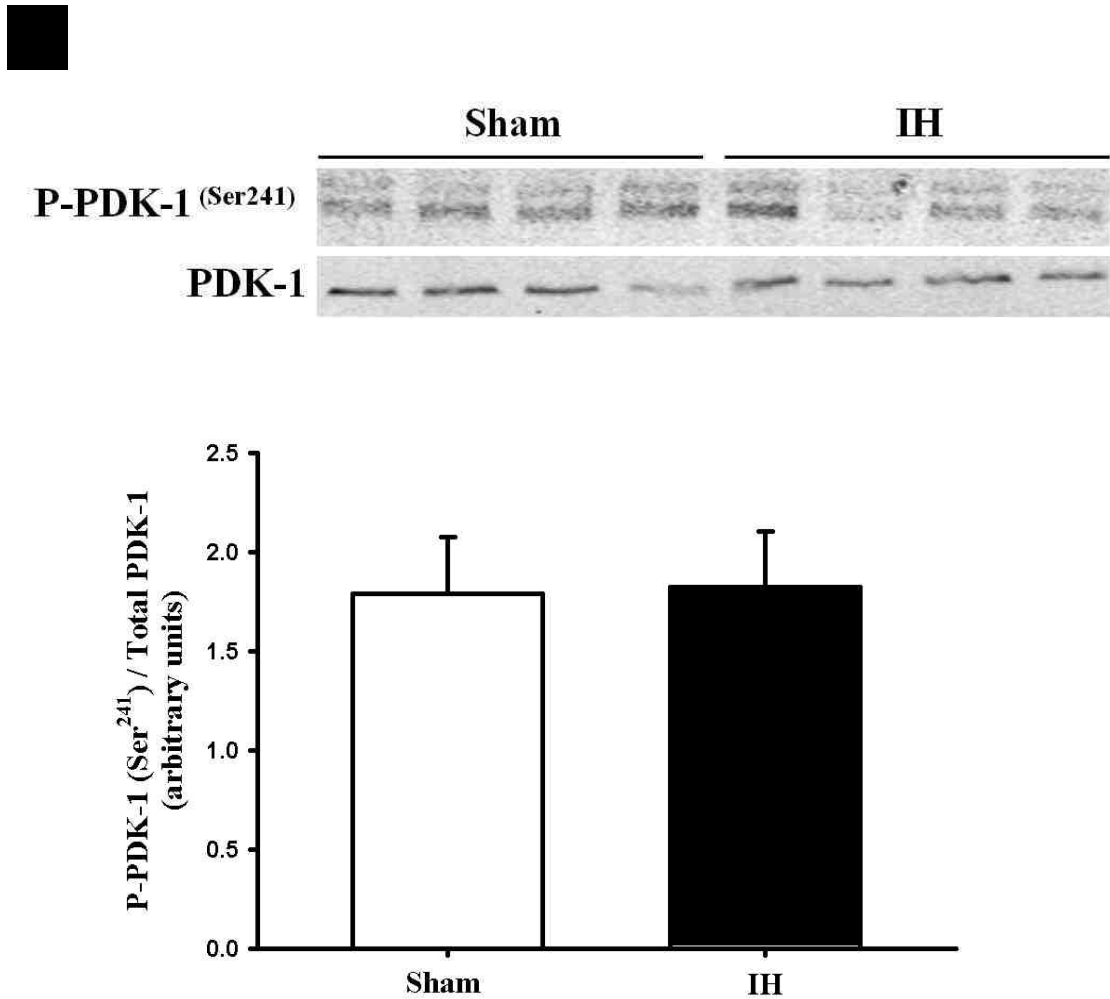 Sham IH
P-PDK-1 (Ser241)
PDK-1
2.5
2.0
1.5
1.0
0.5
0.0
P-PDK-1 (Ser241) / Total PDK-1
(arbitrary units)
Sham IH